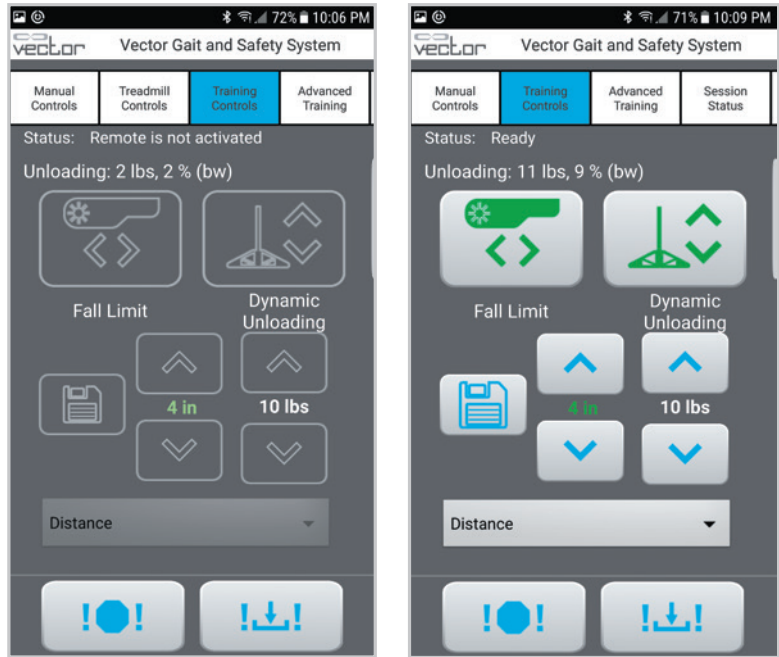 72% 10:06 PM
vector Vector Gait and Safety System
Manual Controls Treadmill Controls Training Controls Advanced Training
Status: Remote is not activated
Unloading: 2 lbs, 2 % (bw)
Fall Limit
Dynamic
Unloading
4 in 10 lbs
Distance
! !
! !
71% 10:09 PM
vector Vector Gait and Safety System
Manual Controls Training Controls Advanced Training Session Status
Status: Ready
Unloading: 11 lbs, 9 % (bw)
Fall Limit
Dynamic
Unloading
4 in 10 lbs
Distance
! !
! !